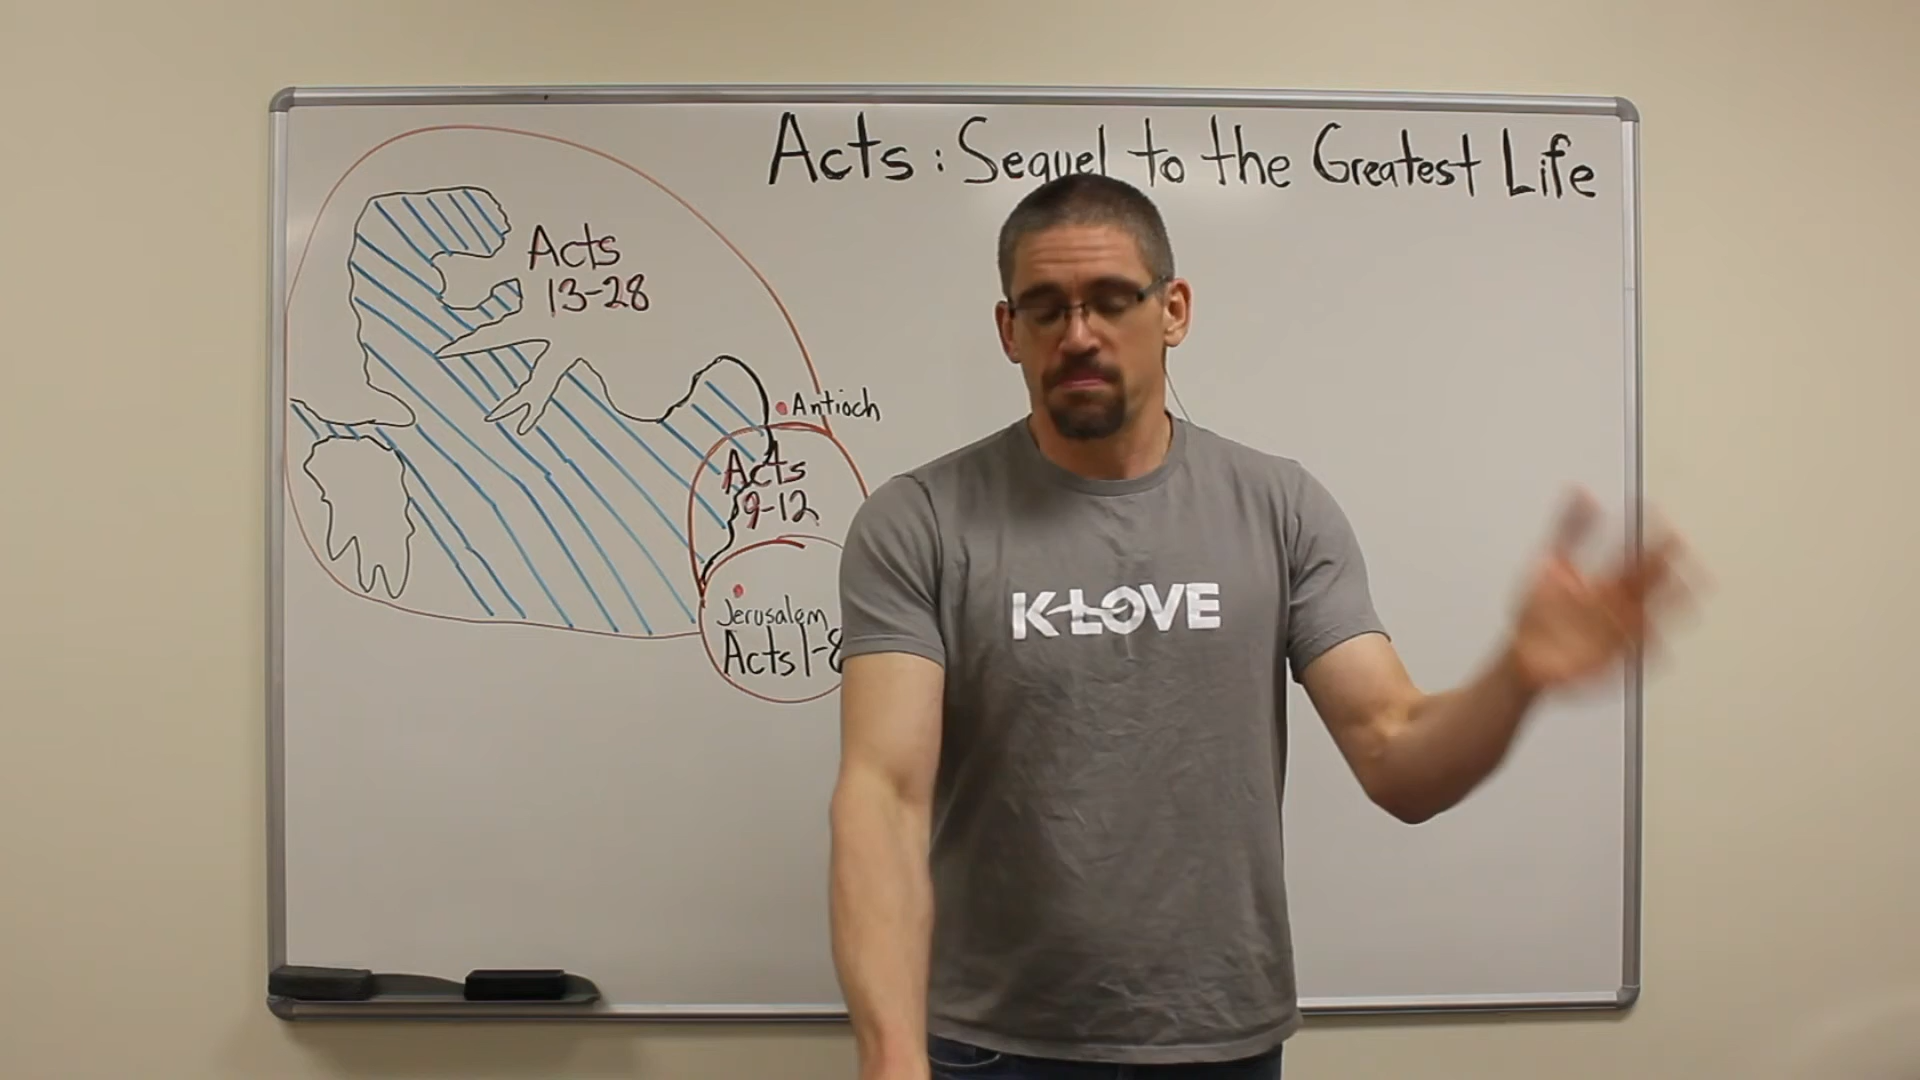 Acts: Sequel to the Greatest Life
Acts
13-28
Antioch
Acts
9-12
Jerusalem
Acts 1-8
K-LOVE